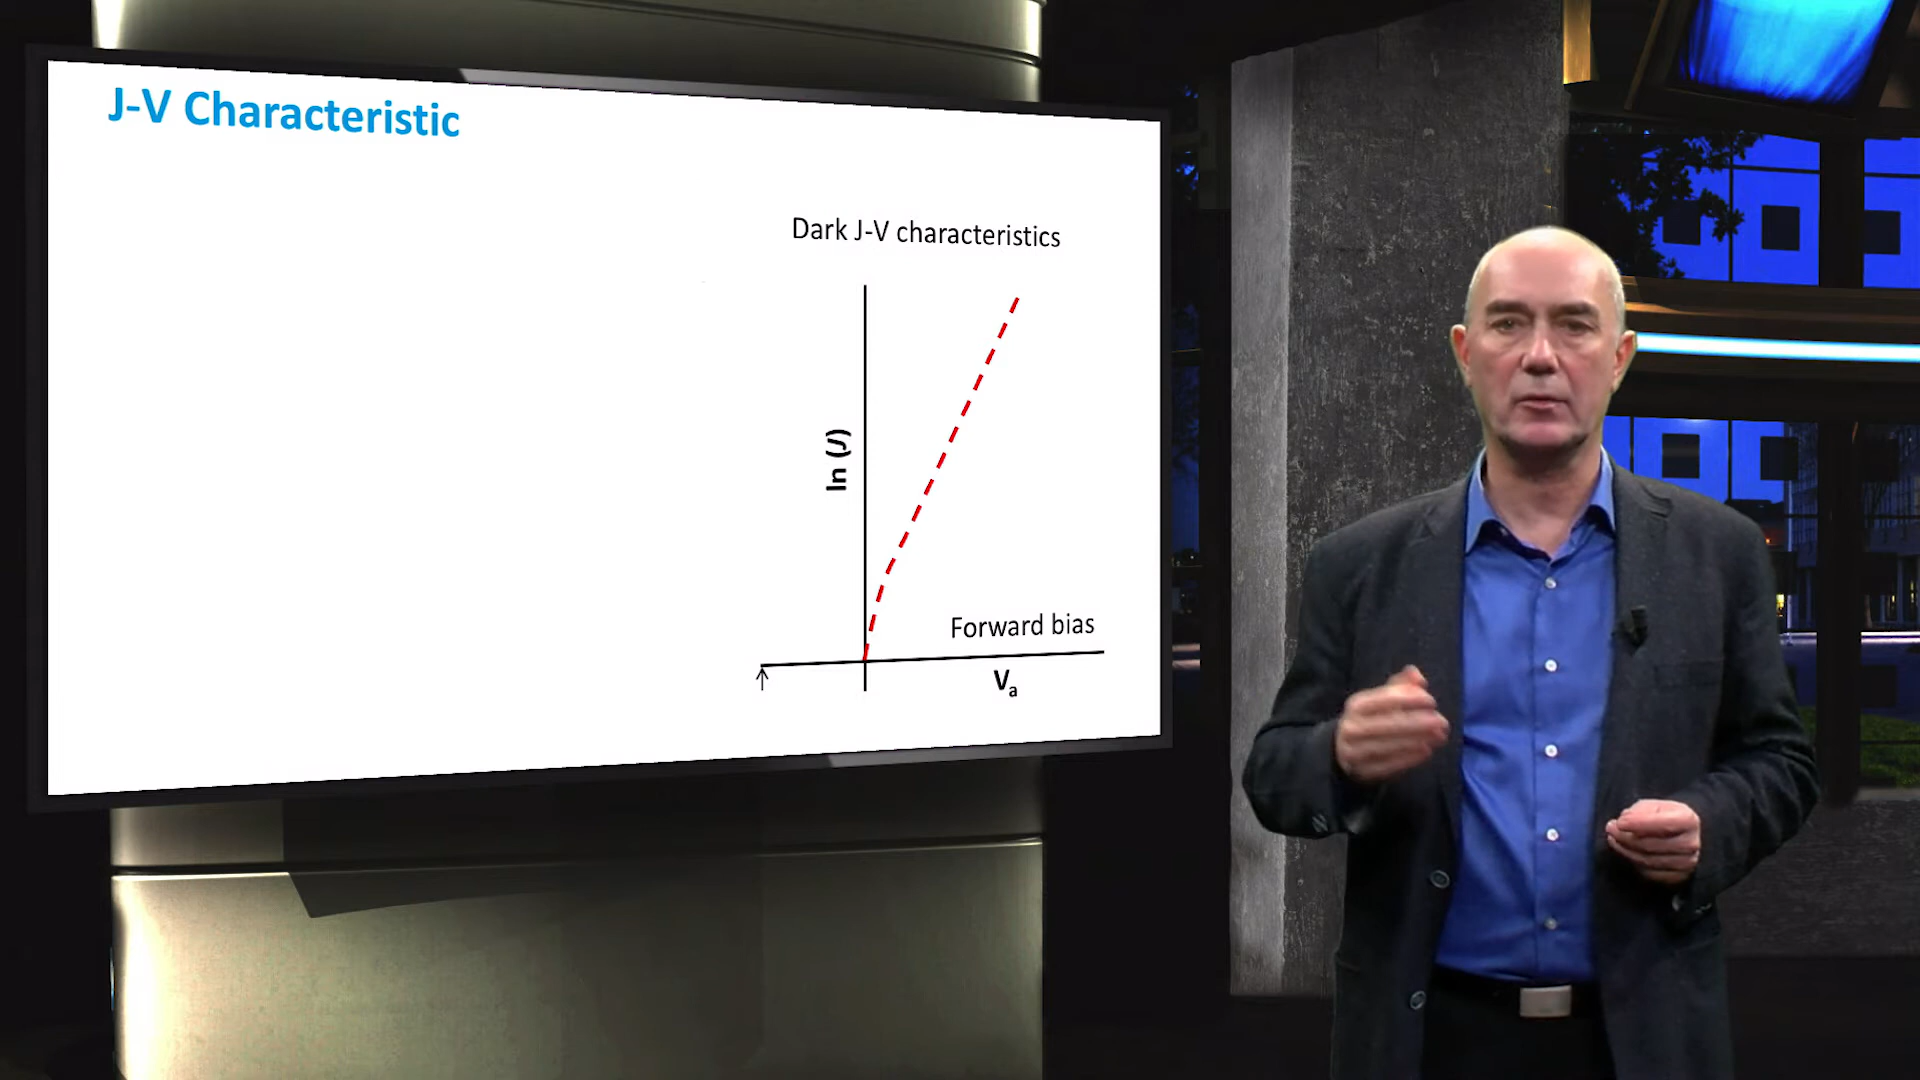 J-V Characteristic
Dark J-V characteristics
ln (J)
Forward bias
Va